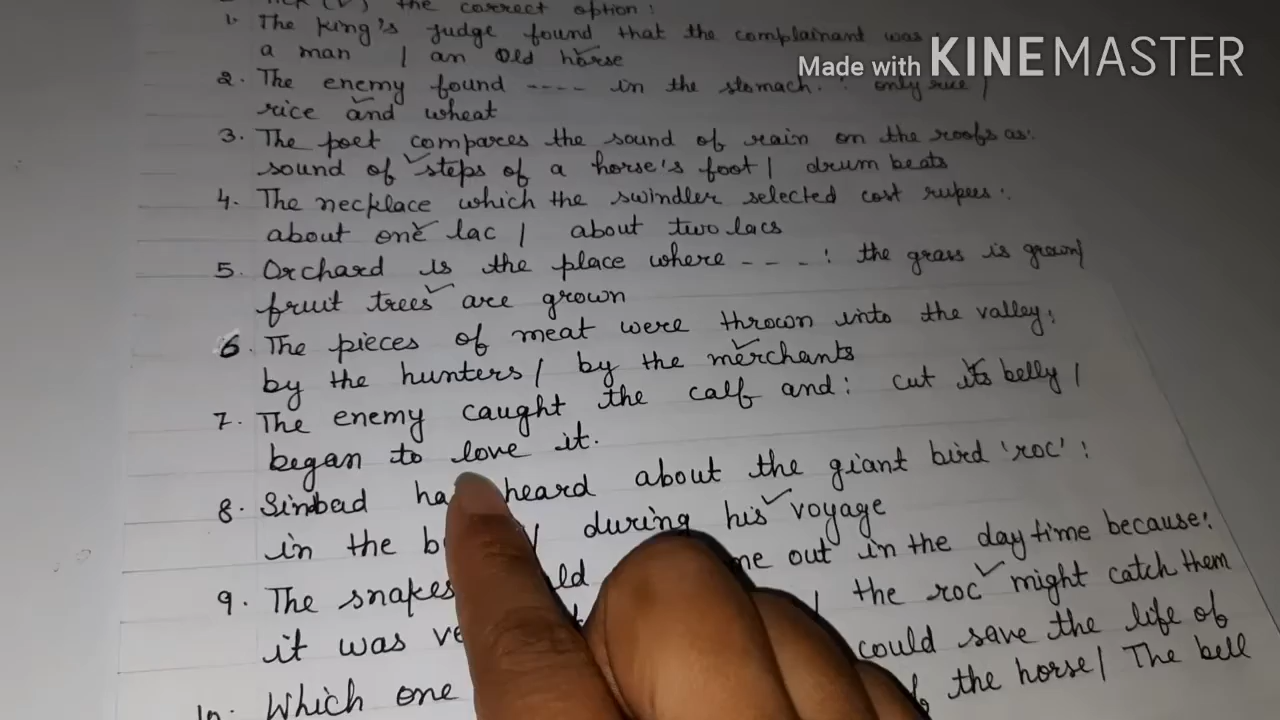 Tick (✓) the correct option:
1. The King's judge found that the complainant was
a man / an old horse
Made with KINEMASTER
2. The enemy found ---- in the stomach. : only rice /
rice and wheat
3. The poet compares the sound of rain on the roofs as:
sound of steps of a horse's foot / drum beats
4. The necklace which the swindler selected cost rupees:
about one lac / about two lacs
5. Orchard is the place where - - - : the grass is grown/
fruit trees are grown
6. The pieces of meat were thrown into the valley:
by the hunters / by the merchants
7. The enemy caught the calf and: cut its belly /
began to love it.
8. Sinbad heard about the giant bird 'roc' :
in the / during his voyage
9. The snakes out in the day time because:
it was / the roc might catch them
10. Which one could save the life of
the horse / The bell